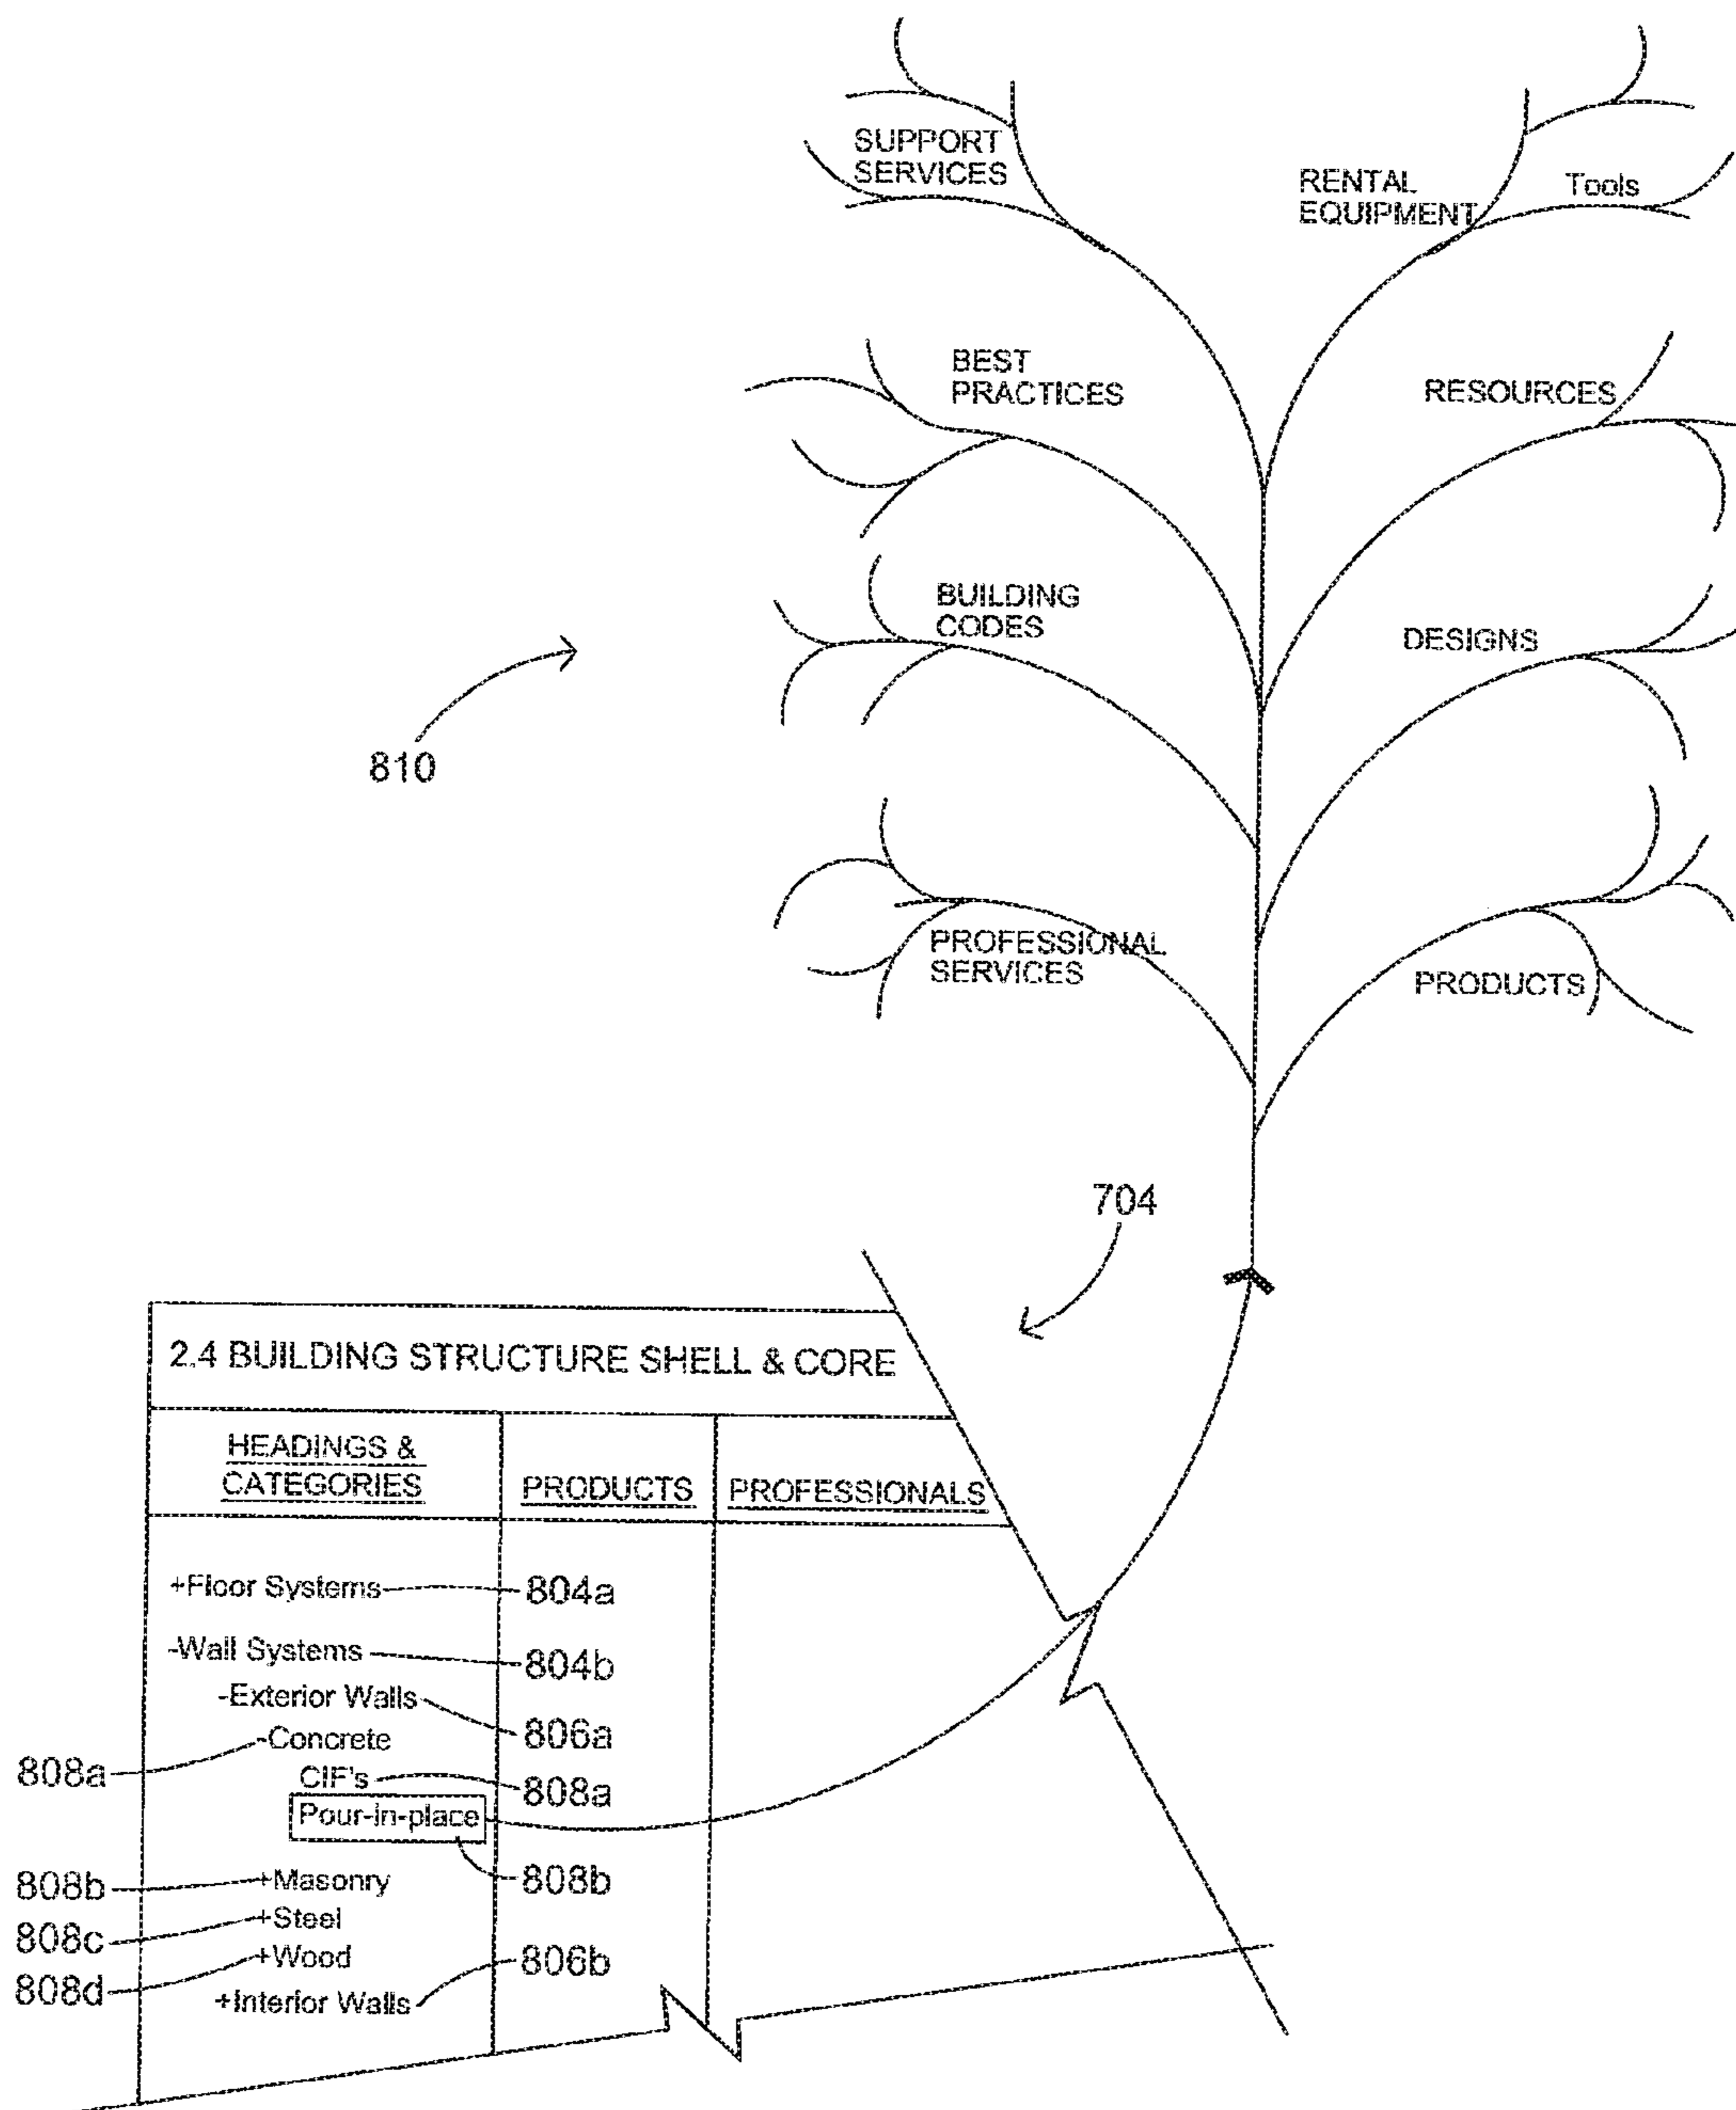 SUPPORT
SERVICES
RENTAL
EQUIPMENT
Tools
BEST
PRACTICES
RESOURCES
BUILDING
CODES
DESIGNS
810
PROFESSIONAL
SERVICES
PRODUCTS
704
2.4 BUILDING STRUCTURE SHELL & CORE
HEADINGS &
CATEGORIES
PRODUCTS
PROFESSIONALS
+Floor Systems
804a
-Wall Systems
804b
-Exterior Walls
806a
-Concrete
808a
CIF's
808a
Pour-in-place
808b
+Masonry
808b
+Steel
808c
+Wood
808d
+Interior Walls
806b